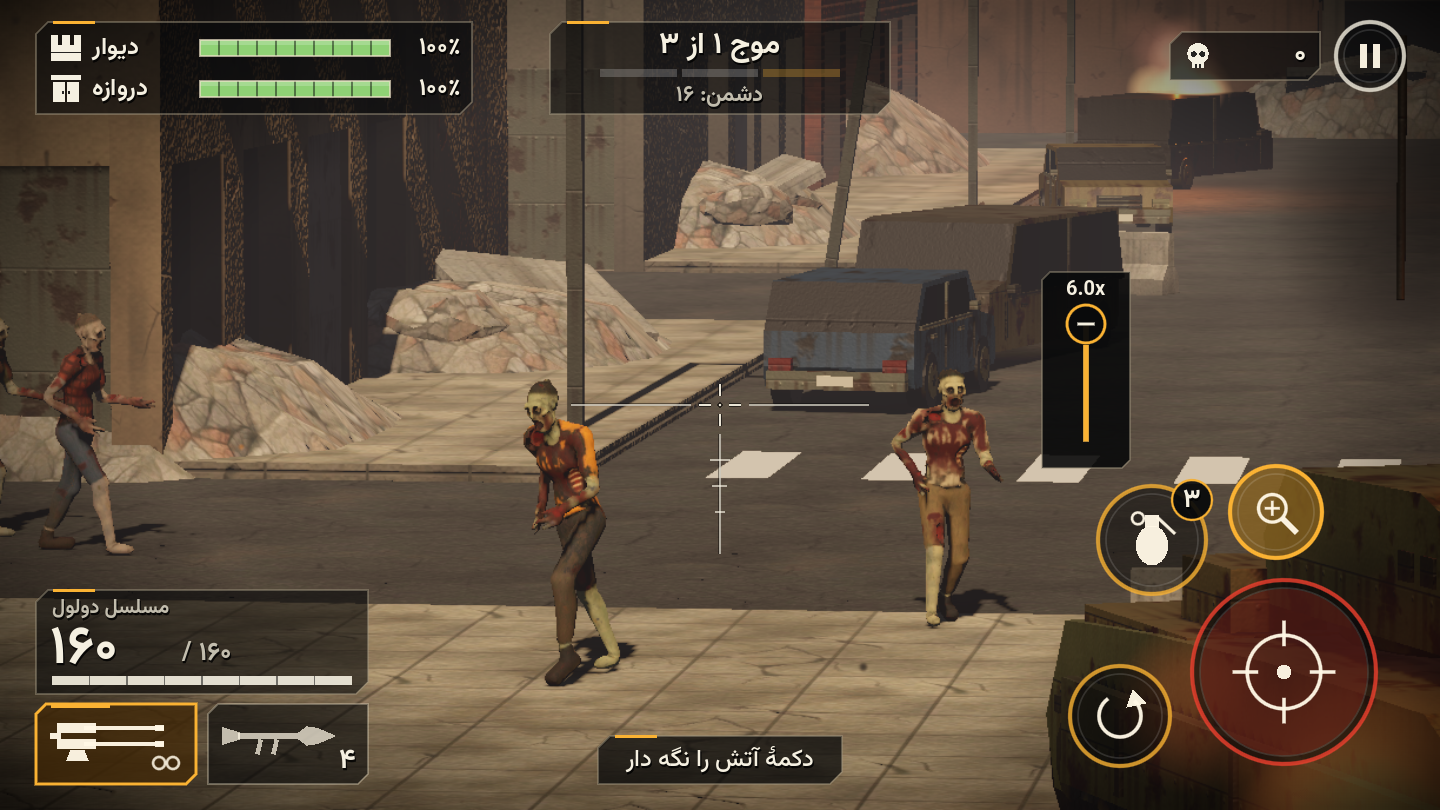 دیوار ۱۰۰٪
دروازه ۱۰۰٪
موج ۱ از ۳
دشمن: ۱۶
۰
6.0x
۳
مسلسل دولول
۱۶۰ / ۱۶۰
∞
۴
دکمهٔ آتش را نگه دار